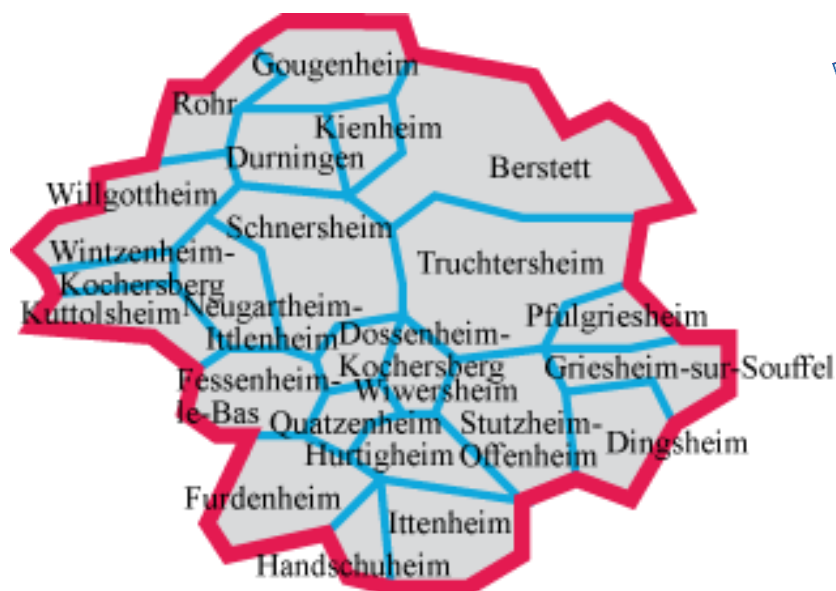 Gougenheim
Rohr
Kienheim
Durningen
Berstett
Willgottheim
Schnersheim
Wintzenheim-
Kochersberg
Truchtersheim
Kuttolsheim
Neugartheim-
Ittlenheim
Dossenheim-
Kochersberg
Pfulgriesheim
Griesheim-sur-Souffel
Fessenheim-
le-Bas
Wiwersheim
Quatzenheim
Stutzheim-
Offenheim
Dingsheim
Hurtigheim
Furdenheim
Ittenheim
Handschuheim